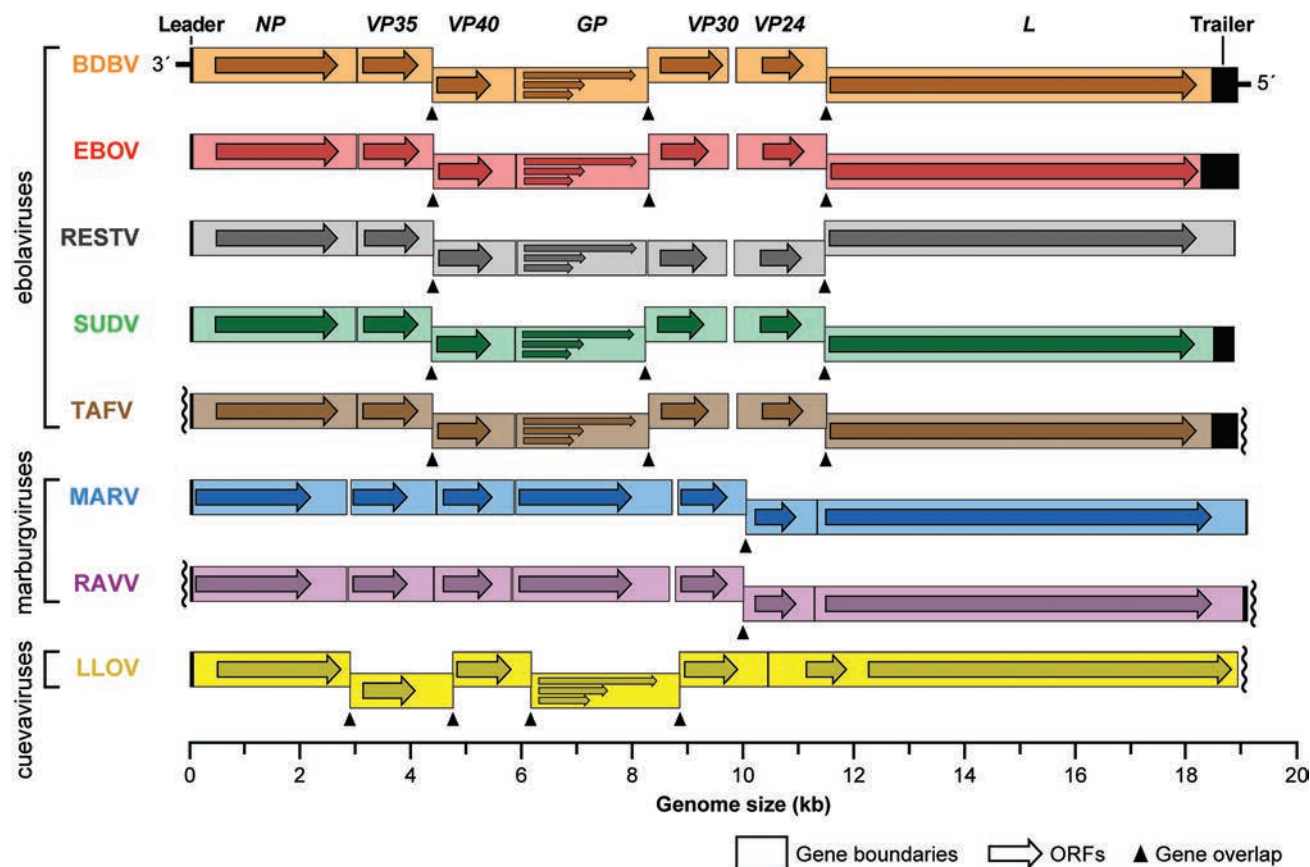 Leader NP VP35 VP40 GP VP30 VP24 L Trailer
ebolaviruses
BDBV 3´ 5´
EBOV
RESTV
SUDV
TAFV
marburgviruses
MARV
RAVV
cuevaviruses
LLOV
0 2 4 6 8 10 12 14 16 18 20
Genome size (kb)
Gene boundaries ORFs Gene overlap